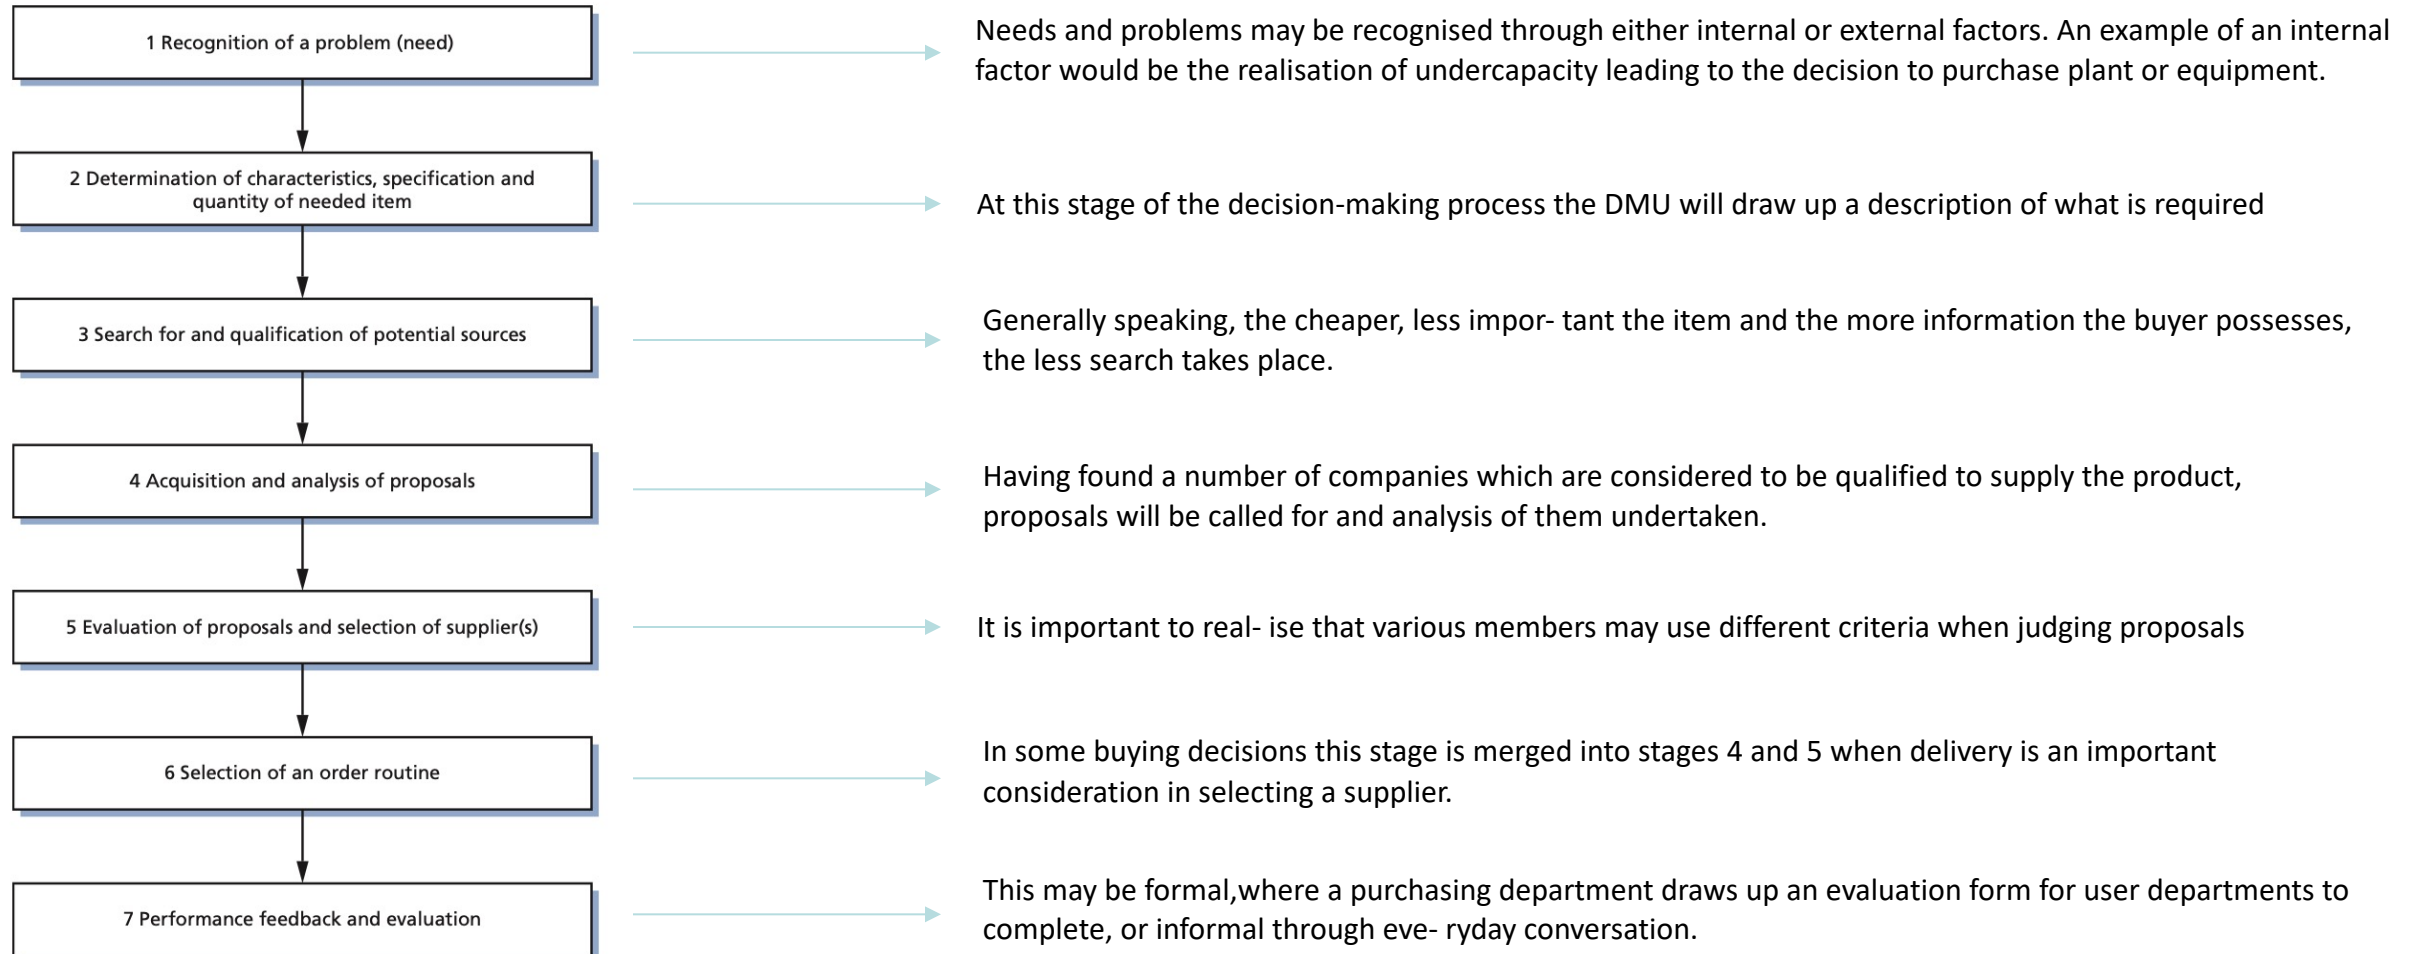 1 Recognition of a problem (need)
Needs and problems may be recognised through either internal or external factors. An example of an internal
factor would be the realisation of undercapacity leading to the decision to purchase plant or equipment.
2 Determination of characteristics, specification and
quantity of needed item
At this stage of the decision-making process the DMU will draw up a description of what is required
3 Search for and qualification of potential sources
Generally speaking, the cheaper, less impor- tant the item and the more information the buyer possesses,
the less search takes place.
4 Acquisition and analysis of proposals
Having found a number of companies which are considered to be qualified to supply the product,
proposals will be called for and analysis of them undertaken.
5 Evaluation of proposals and selection of supplier(s)
It is important to real- ise that various members may use different criteria when judging proposals
6 Selection of an order routine
In some buying decisions this stage is merged into stages 4 and 5 when delivery is an important
consideration in selecting a supplier.
7 Performance feedback and evaluation
This may be formal,where a purchasing department draws up an evaluation form for user departments to
complete, or informal through eve- ryday conversation.